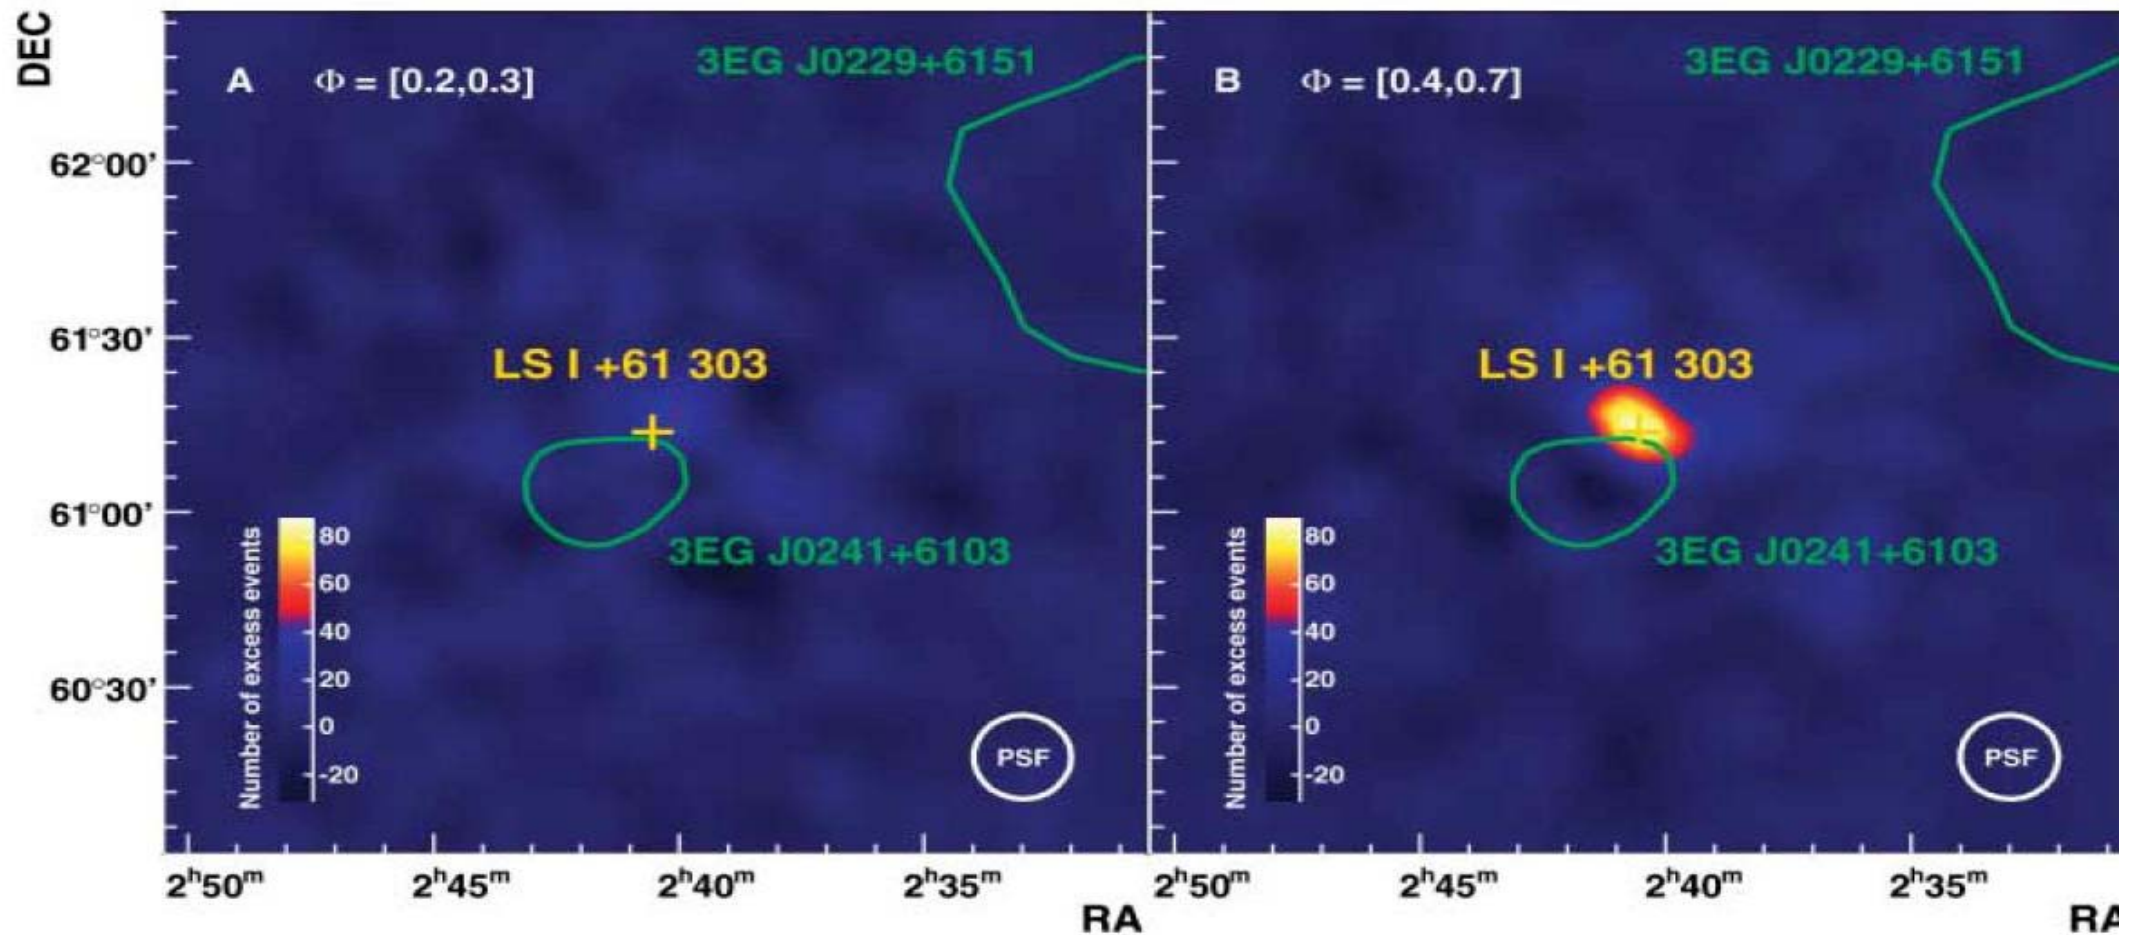 DEC
A Φ = [0.2,0.3]
3EG J0229+6151
LS I +61 303
3EG J0241+6103
Number of excess events
80
60
40
20
0
-20
PSF
62°00’
61°30’
61°00’
60°30’
2ʰ50ᵐ 2ʰ45ᵐ 2ʰ40ᵐ 2ʰ35ᵐ
RA
B Φ = [0.4,0.7]
3EG J0229+6151
LS I +61 303
3EG J0241+6103
Number of excess events
80
60
40
20
0
-20
PSF
2ʰ50ᵐ 2ʰ45ᵐ 2ʰ40ᵐ 2ʰ35ᵐ
RA